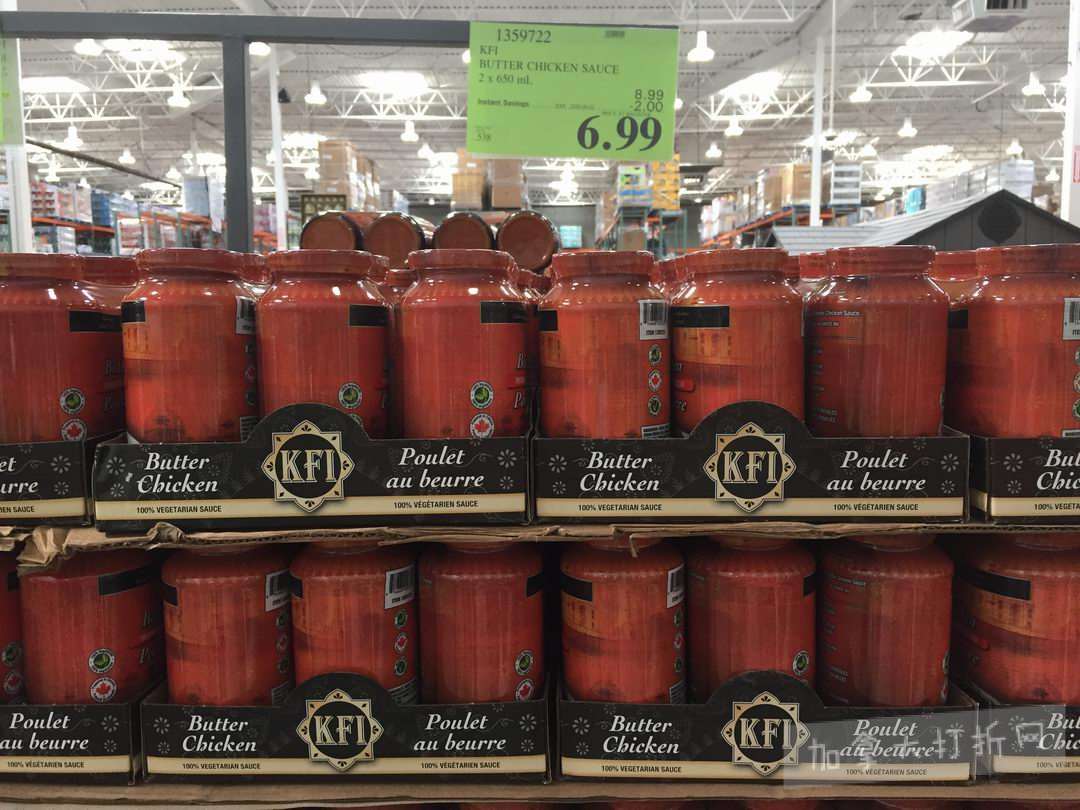 1359722
KFI
BUTTER CHICKEN SAUCE
2 x 650 mL
8.99
Instant Savings -2.00
6.99
538
Butter Chicken
KFI
Poulet au beurre
100% VEGETARIAN SAUCE
100% VÉGÉTARIEN SAUCE
Butter Chicken
KFI
Poulet au beurre
100% VEGETARIAN SAUCE
100% VÉGÉTARIEN SAUCE
Poulet au beurre
100% VÉGÉTARIEN SAUCE
Butter Chicken
KFI
Poulet au beurre
100% VEGETARIAN SAUCE
100% VÉGÉTARIEN SAUCE
Butter Chicken
KFI
Poulet au beurre
100% VEGETARIAN SAUCE
100% VÉGÉTARIEN SAUCE
加拿大打折网